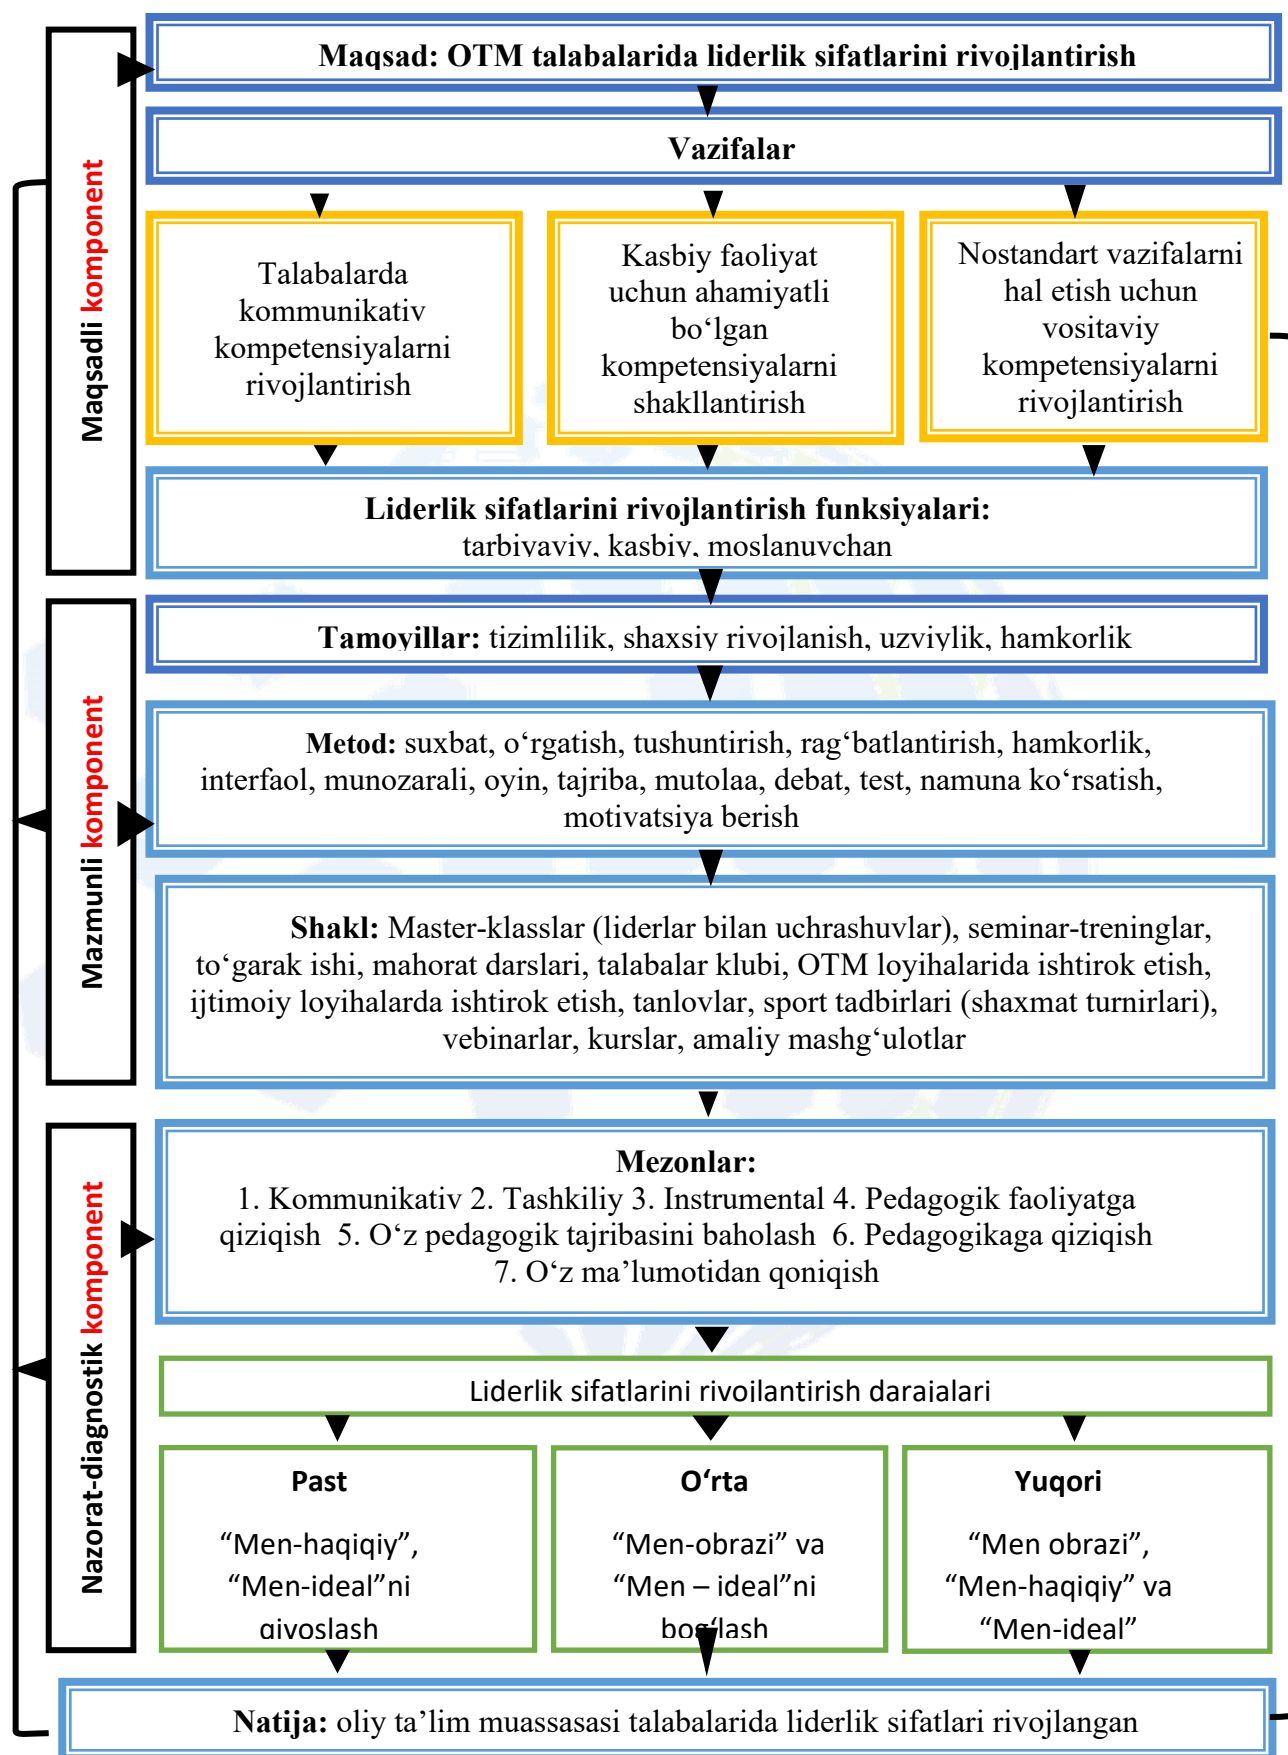 Maqsadli komponent
Maqsad: OTM talabalarida liderlik sifatlarini rivojlantirish
Vazifalar
Talabalarda
kommunikativ
kompetensiyalarni
rivojlantirish
Kasbiy faoliyat
uchun ahamiyatli
bo‘lgan
kompetensiyalarni
shakllantirish
Nostandart vazifalarni
hal etish uchun
vositaviy
kompetensiyalarni
rivojlantirish
Liderlik sifatlarini rivojlantirish funksiyalari:
tarbiyaviy, kasbiy, moslanuvchan
Mazmunli komponent
Tamoyillar: tizimlilik, shaxsiy rivojlanish, uzviylik, hamkorlik
Metod: suxbat, o‘rgatish, tushuntirish, rag‘batlantirish, hamkorlik,
interfaol, munozarali, oyin, tajriba, mutolaa, debat, test, namuna ko‘rsatish,
motivatsiya berish
Shakl: Master-klasslar (liderlar bilan uchrashuvlar), seminar-treninglar,
to‘garak ishi, mahorat darslari, talabalar klubi, OTM loyihalarida ishtirok etish,
ijtimoiy loyihalarda ishtirok etish, tanlovlar, sport tadbirlari (shaxmat turnirlari),
vebinarlar, kurslar, amaliy mashg‘ulotlar
Nazorat-diagnostik komponent
Mezonlar:
1. Kommunikativ 2. Tashkiliy 3. Instrumental 4. Pedagogik faoliyatga
qiziqish 5. O‘z pedagogik tajribasini baholash 6. Pedagogikaga qiziqish
7. O‘z ma’lumotidan qoniqish
Liderlik sifatlarini rivojlantirish darajalari
Past
“Men-haqiqiy”,
“Men-ideal”ni
qiyoslash
O‘rta
“Men-obrazi” va
“Men – ideal”ni
bog‘lash
Yuqori
“Men obrazi”,
“Men-haqiqiy” va
“Men-ideal”
Natija: oliy ta’lim muassasasi talabalarida liderlik sifatlari rivojlangan